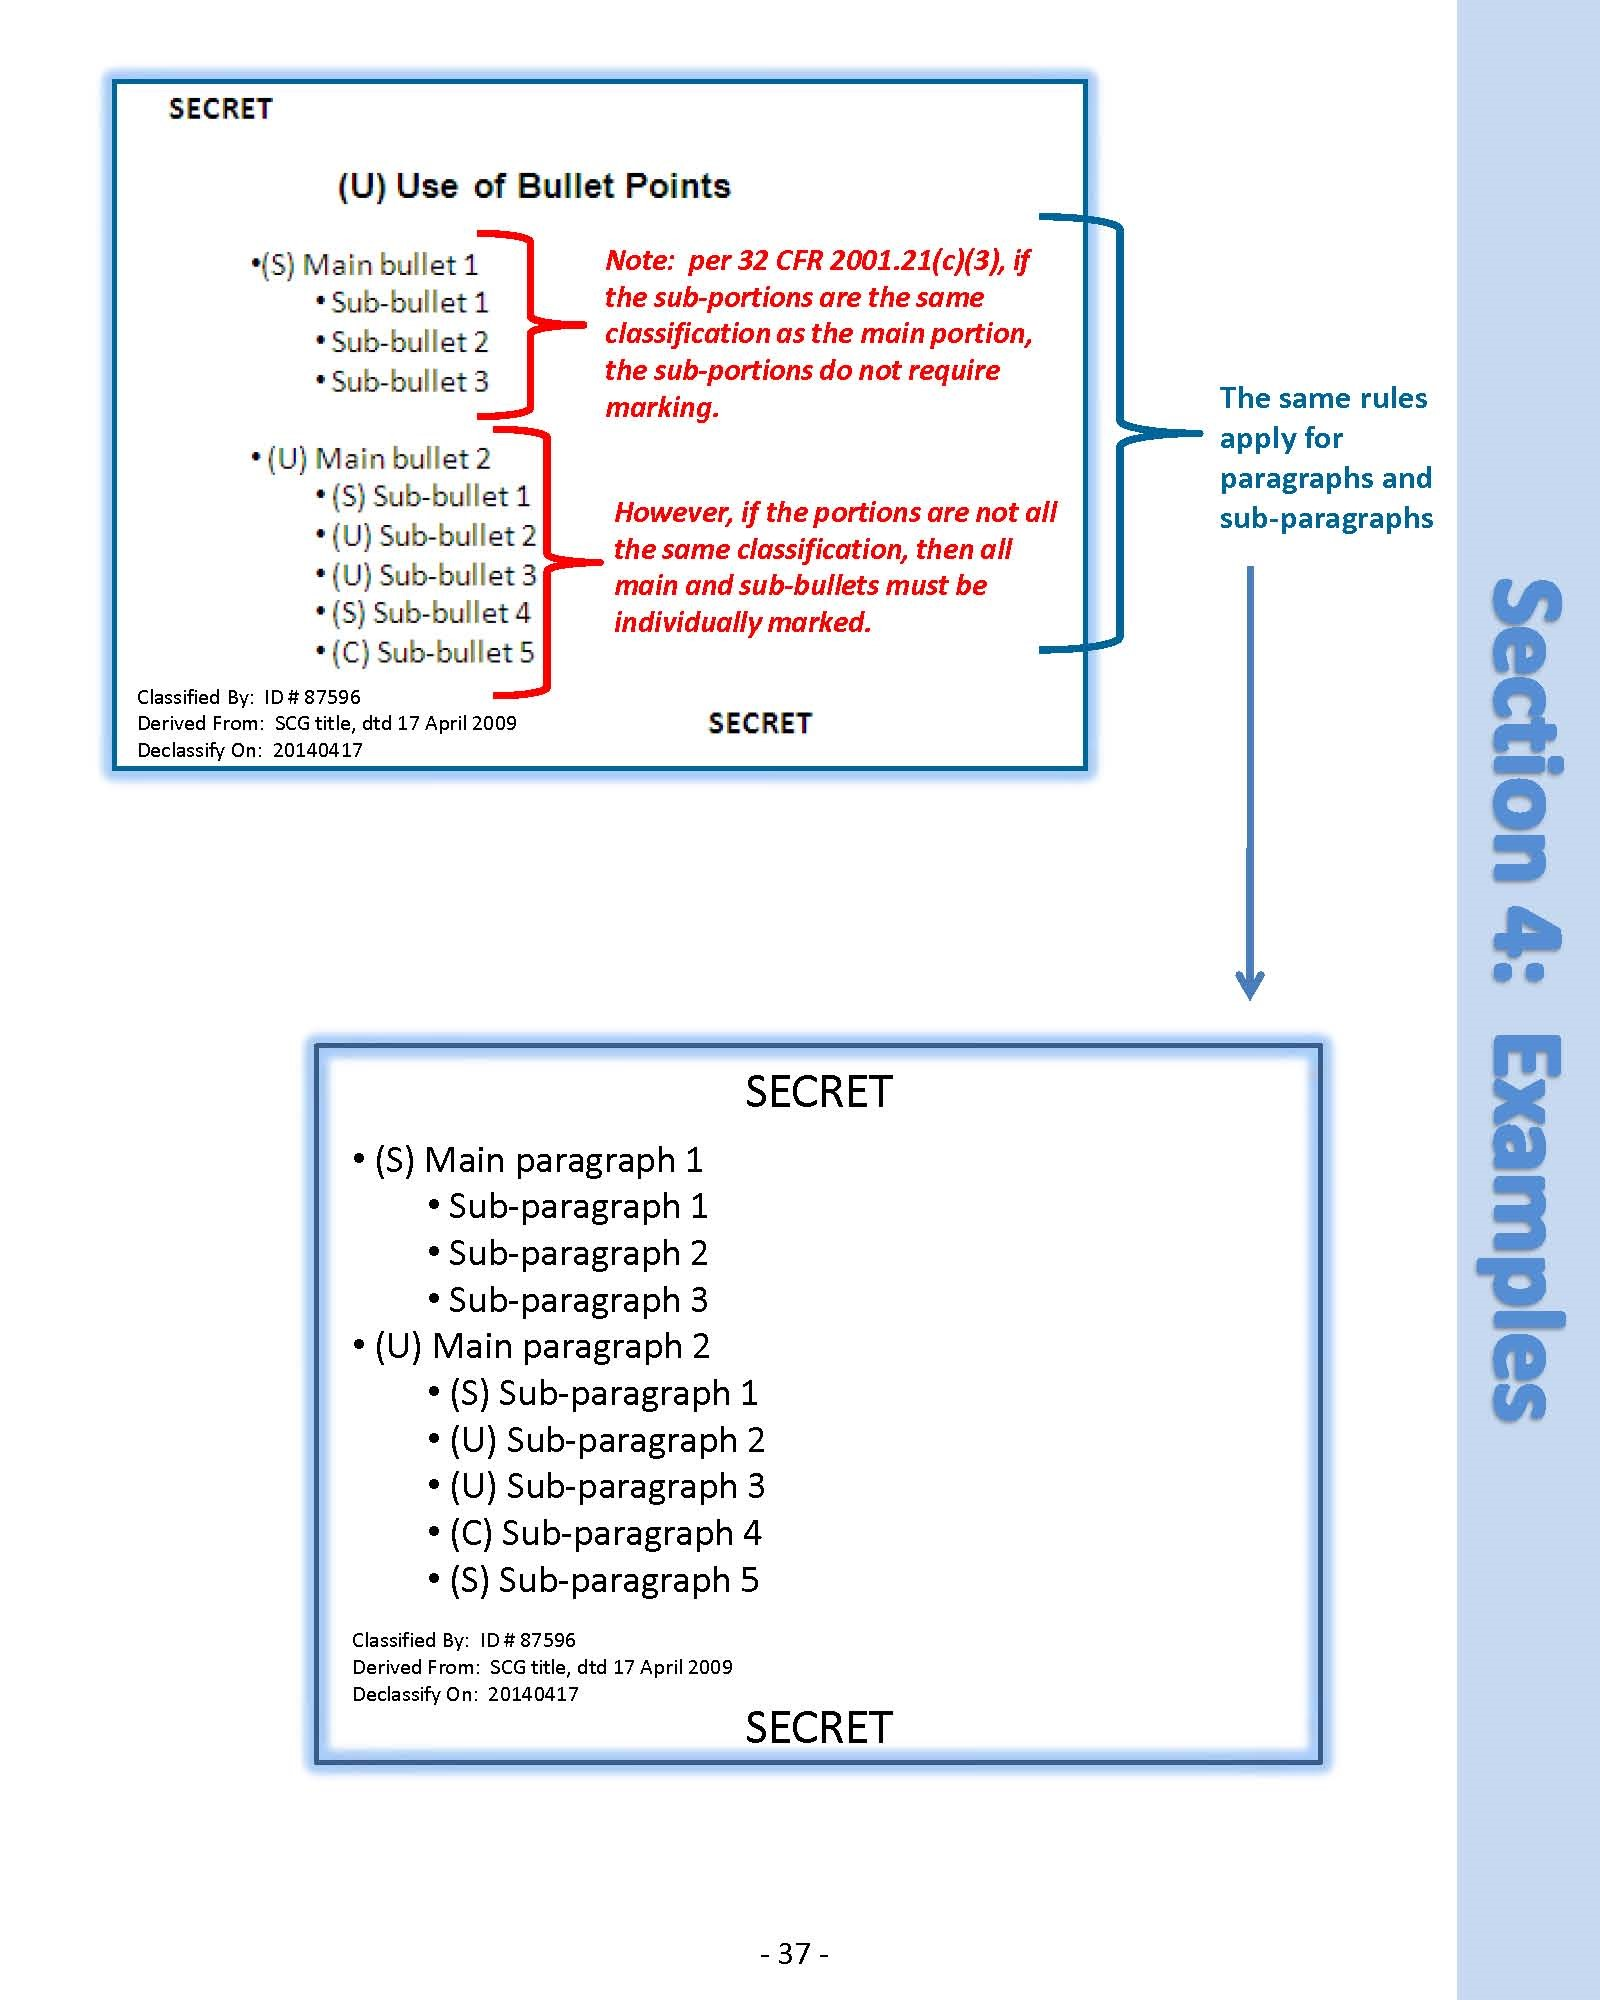 SECRET
(U) Use of Bullet Points
•(S) Main bullet 1
• Sub-bullet 1
• Sub-bullet 2
• Sub-bullet 3
Note: per 32 CFR 2001.21(c)(3), if
the sub-portions are the same
classification as the main portion,
the sub-portions do not require
marking.
• (U) Main bullet 2
• (S) Sub-bullet 1
• (U) Sub-bullet 2
• (U) Sub-bullet 3
• (S) Sub-bullet 4
• (C) Sub-bullet 5
However, if the portions are not all
the same classification, then all
main and sub-bullets must be
individually marked.
Classified By: ID # 87596
Derived From: SCG title, dtd 17 April 2009
Declassify On: 20140417
SECRET
The same rules
apply for
paragraphs and
sub-paragraphs
SECRET
• (S) Main paragraph 1
• Sub-paragraph 1
• Sub-paragraph 2
• Sub-paragraph 3
• (U) Main paragraph 2
• (S) Sub-paragraph 1
• (U) Sub-paragraph 2
• (U) Sub-paragraph 3
• (C) Sub-paragraph 4
• (S) Sub-paragraph 5
Classified By: ID # 87596
Derived From: SCG title, dtd 17 April 2009
Declassify On: 20140417
SECRET
Section 4: Examples
- 37 -